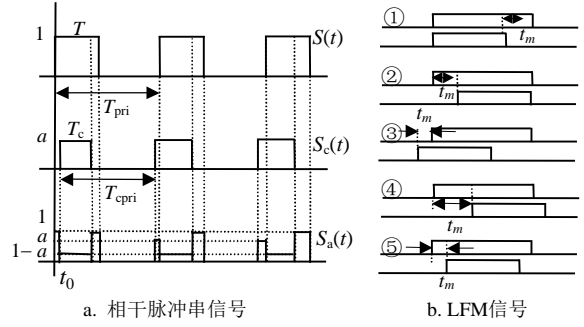 1
T
S(t)
T_pri
a
T_c
S_c(t)
T_cpri
1
a
1−a
S_a(t)
t_0
a. 相干脉冲串信号
①
t_m
②
t_m
t_m
③
④
t_m
⑤
t_m
b. LFM信号